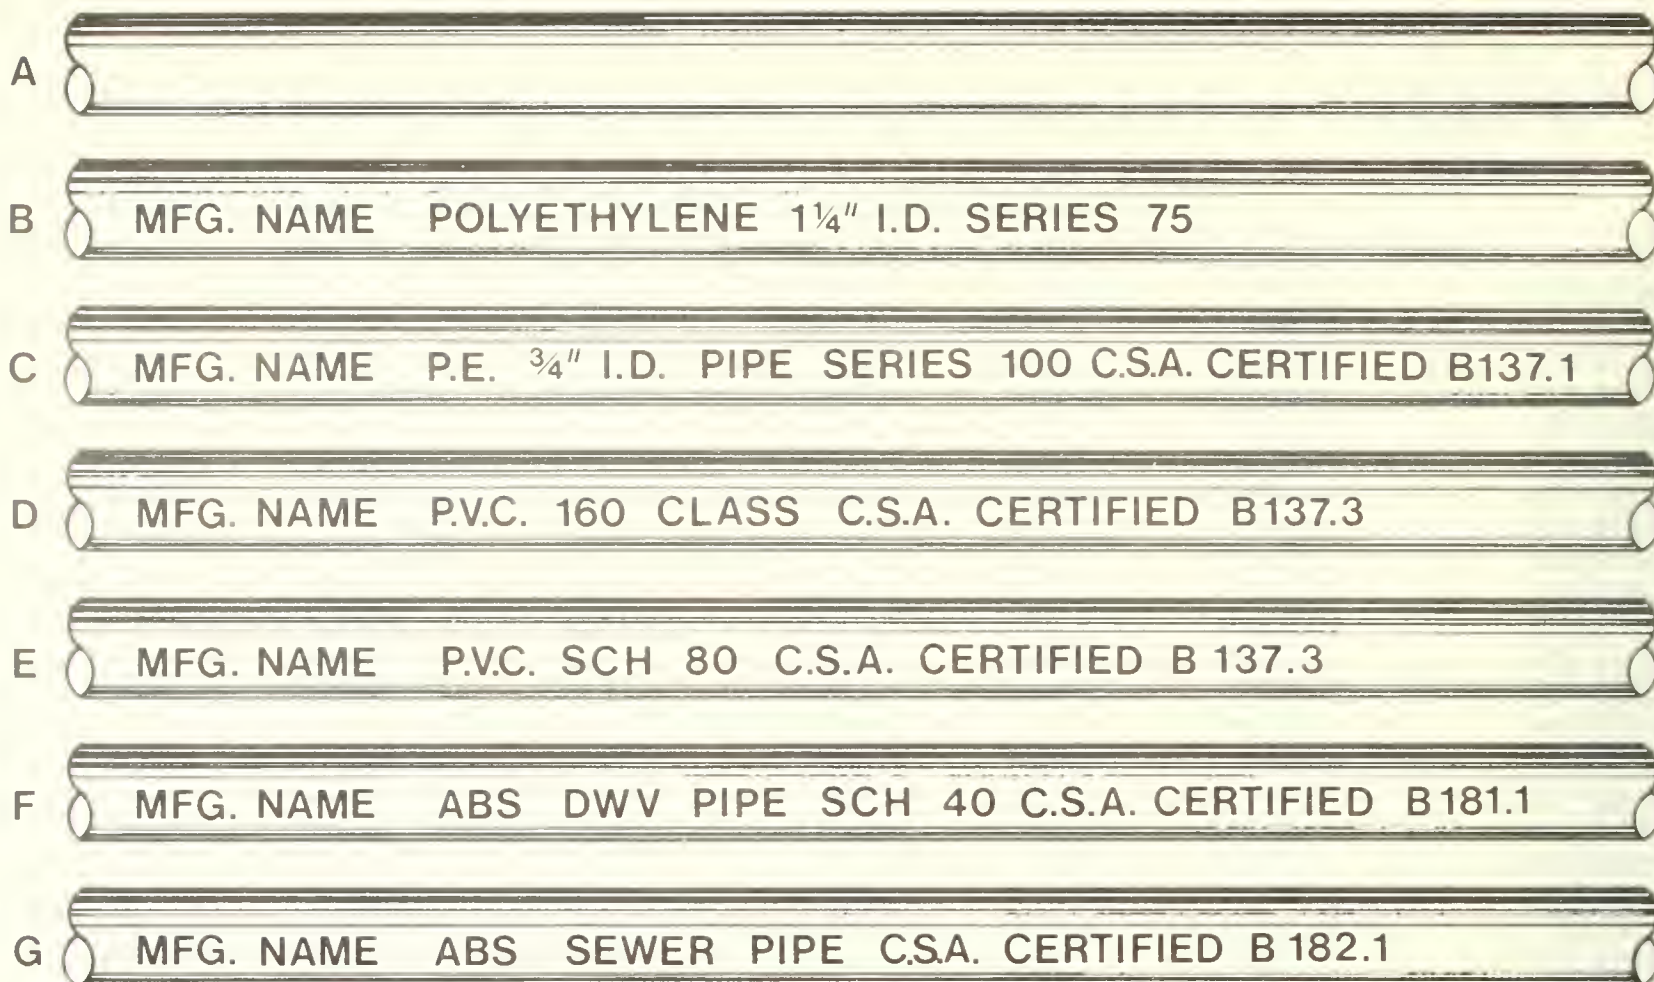 A
B MFG. NAME POLYETHYLENE 1¼" I.D. SERIES 75
C MFG. NAME P.E. ¾" I.D. PIPE SERIES 100 C.S.A. CERTIFIED B137.1
D MFG. NAME P.V.C. 160 CLASS C.S.A. CERTIFIED B137.3
E MFG. NAME P.V.C. SCH 80 C.S.A. CERTIFIED B 137.3
F MFG. NAME ABS DWV PIPE SCH 40 C.S.A. CERTIFIED B181.1
G MFG. NAME ABS SEWER PIPE C.S.A. CERTIFIED B 182.1